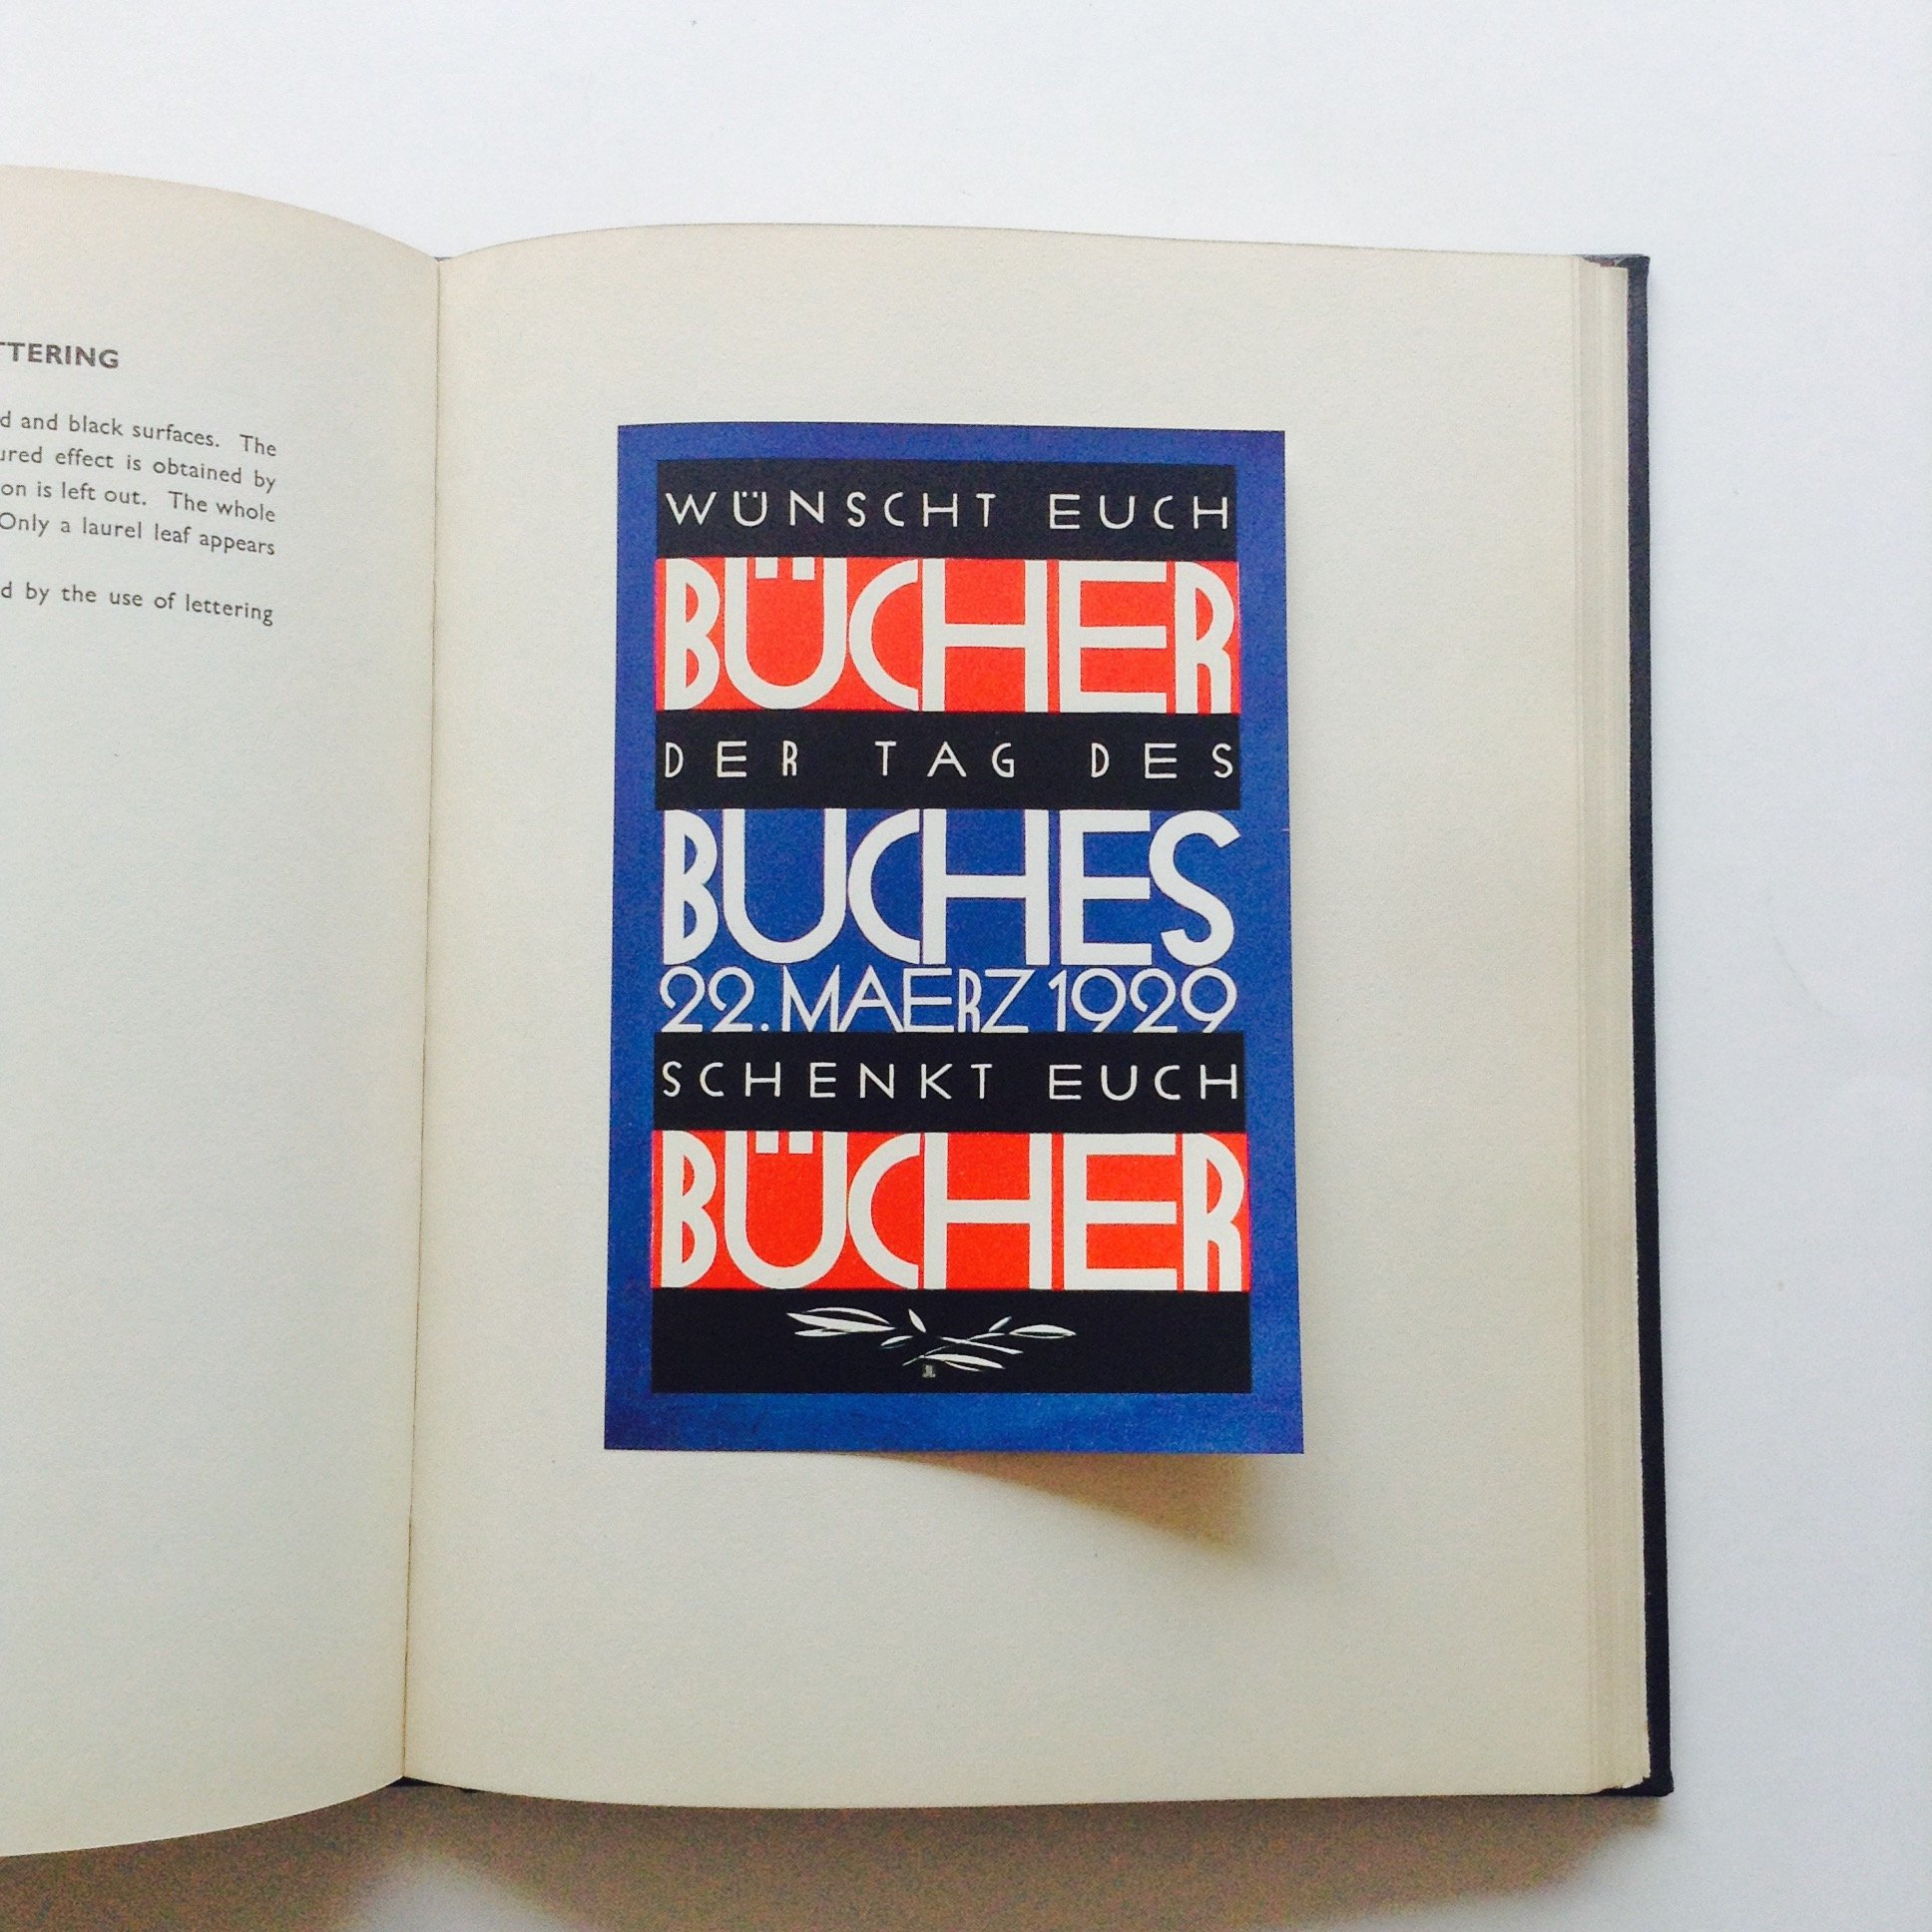 TTERING
d and black surfaces. The
ured effect is obtained by
on is left out. The whole
Only a laurel leaf appears
d by the use of lettering
WÜNSCHT EUCH
BÜCHER
DER TAG DES
BUCHES
22. MAERZ 1929
SCHENKT EUCH
BÜCHER